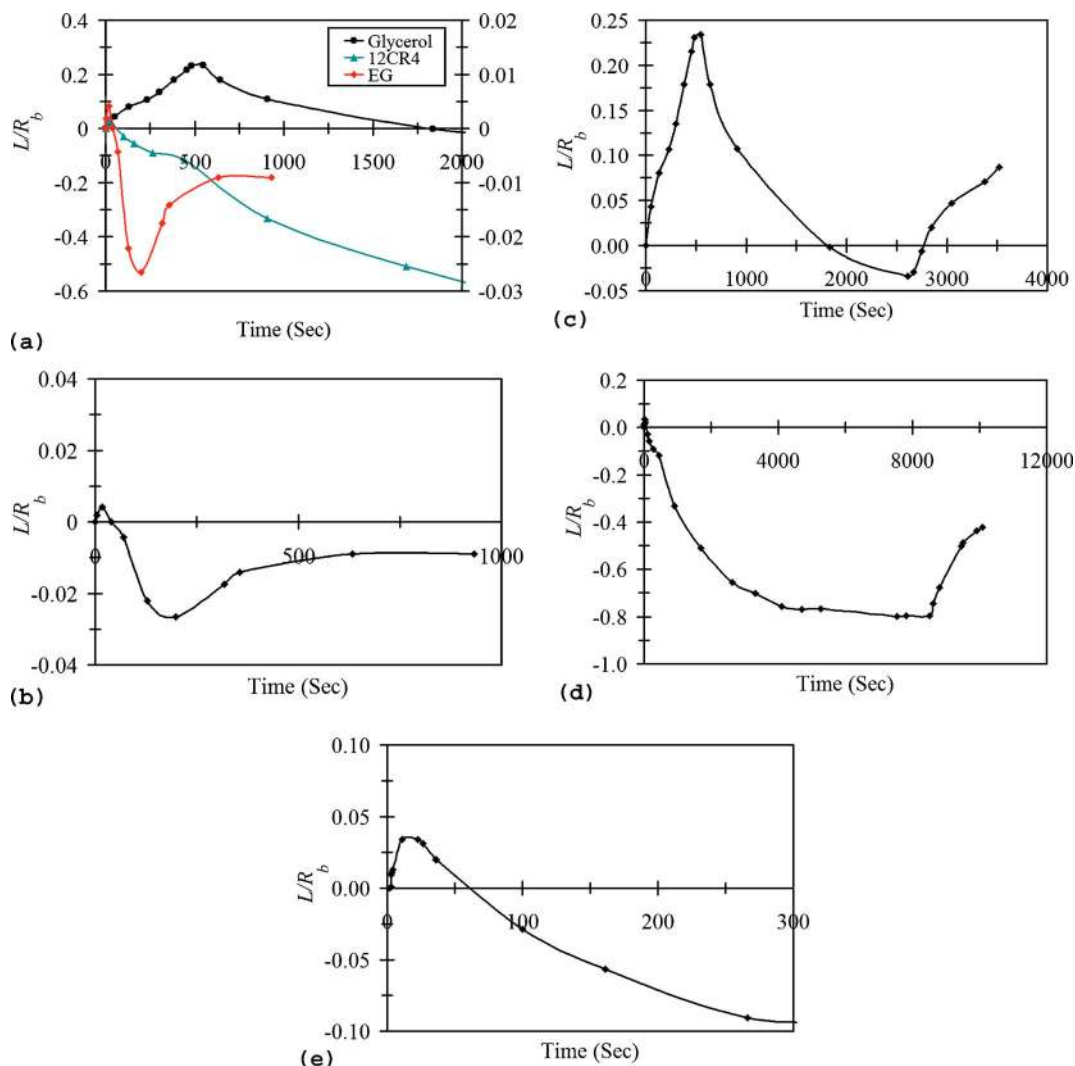 0.4
0.2
0
-0.2
-0.4
-0.6
L/R_b
Glycerol
12CR4
EG
0 500 1000 1500 2000
0.02
0.01
0
-0.01
-0.02
-0.03
Time (Sec)
(a)
0.25
0.20
0.15
0.10
0.05
0.00
-0.05
L/R_b
0 1000 2000 3000 4000
Time (Sec)
(c)
0.04
0.02
0
-0.02
-0.04
L/R_b
0 500 1000
Time (Sec)
(b)
0.2
0.0
-0.2
-0.4
-0.6
-0.8
-1.0
L/R_b
0 4000 8000 12000
Time (Sec)
(d)
0.10
0.05
0.00
-0.05
-0.10
L/R_b
0 100 200 300
Time (Sec)
(e)